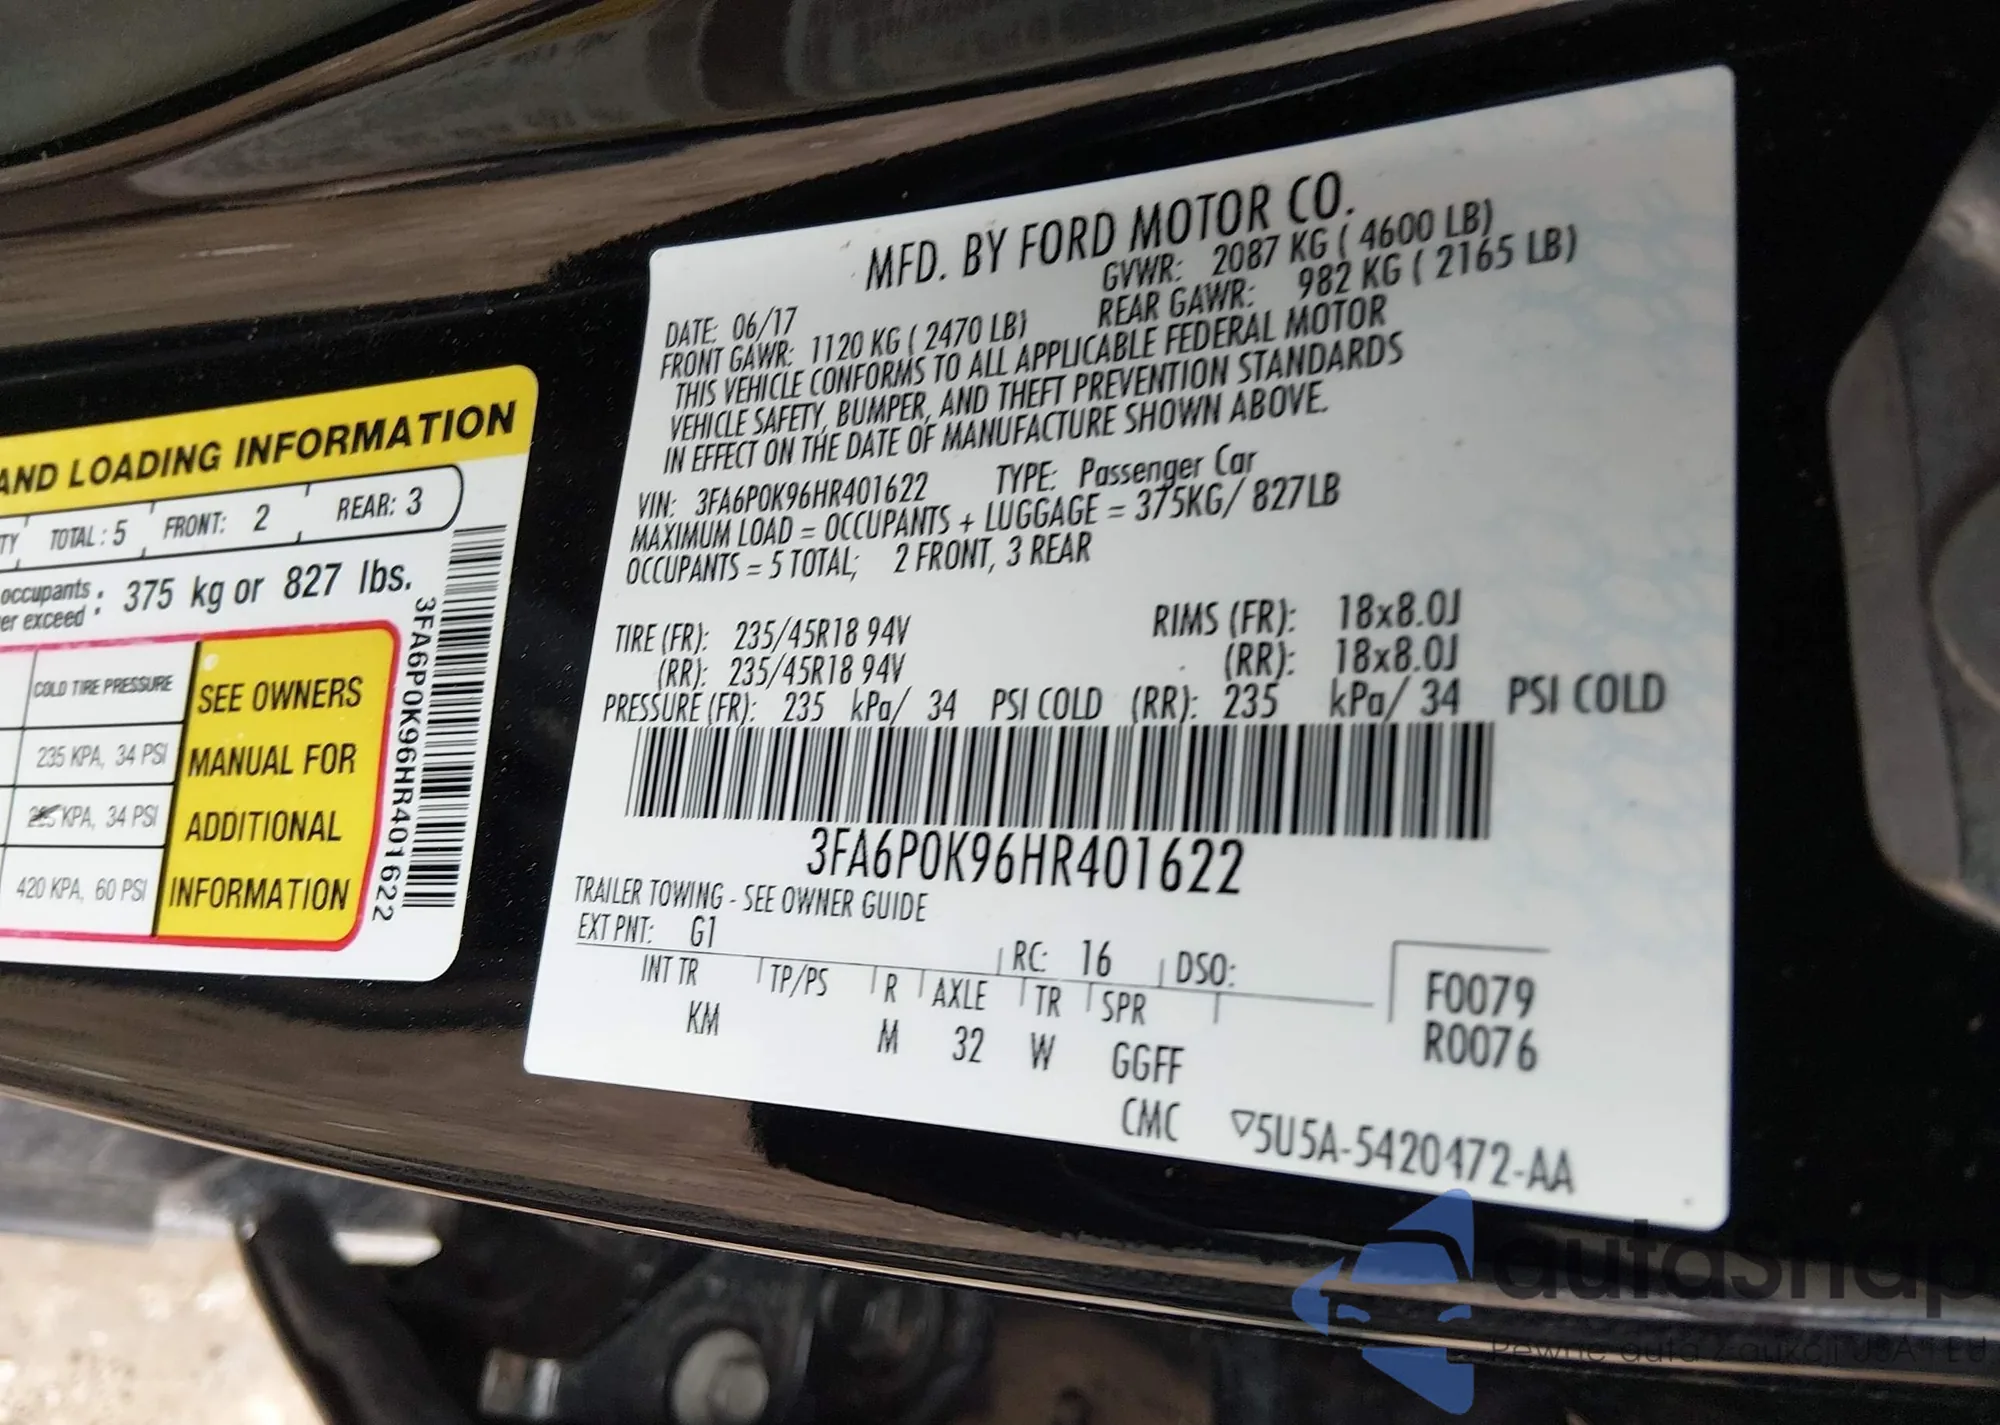 AND LOADING INFORMATION
TOTAL : 5 FRONT: 2 REAR: 3
occupants : 375 kg or 827 lbs.
er exceed
COLD TIRE PRESSURE
235 KPA, 34 PSI
KPA, 34 PSI
420 KPA, 60 PSI
SEE OWNERS
MANUAL FOR
ADDITIONAL
INFORMATION
3FA6P0K96HR401622
MFD. BY FORD MOTOR CO.
DATE: 06/17 GVWR: 2087 KG ( 4600 LB)
FRONT GAWR: 1120 KG ( 2470 LB) REAR GAWR: 982 KG ( 2165 LB)
THIS VEHICLE CONFORMS TO ALL APPLICABLE FEDERAL MOTOR
VEHICLE SAFETY, BUMPER, AND THEFT PREVENTION STANDARDS
IN EFFECT ON THE DATE OF MANUFACTURE SHOWN ABOVE.
VIN: 3FA6P0K96HR401622 TYPE: Passenger Car
MAXIMUM LOAD = OCCUPANTS + LUGGAGE = 375KG/ 827LB
OCCUPANTS = 5 TOTAL; 2 FRONT, 3 REAR
TIRE (FR): 235/45R18 94V RIMS (FR): 18x8.0J
(RR): 235/45R18 94V (RR): 18x8.0J
PRESSURE (FR): 235 kPa/ 34 PSI COLD (RR): 235 kPa/ 34 PSI COLD
3FA6P0K96HR401622
TRAILER TOWING - SEE OWNER GUIDE
EXT PNT: G1 RC: 16 DSO: F0079
INT TR TP/PS R AXLE TR SPR R0076
KM M 32 W GGFF
CMC ▽5U5A-5420472-AA
autasnap
Pewne auta z aukcji USA i EU